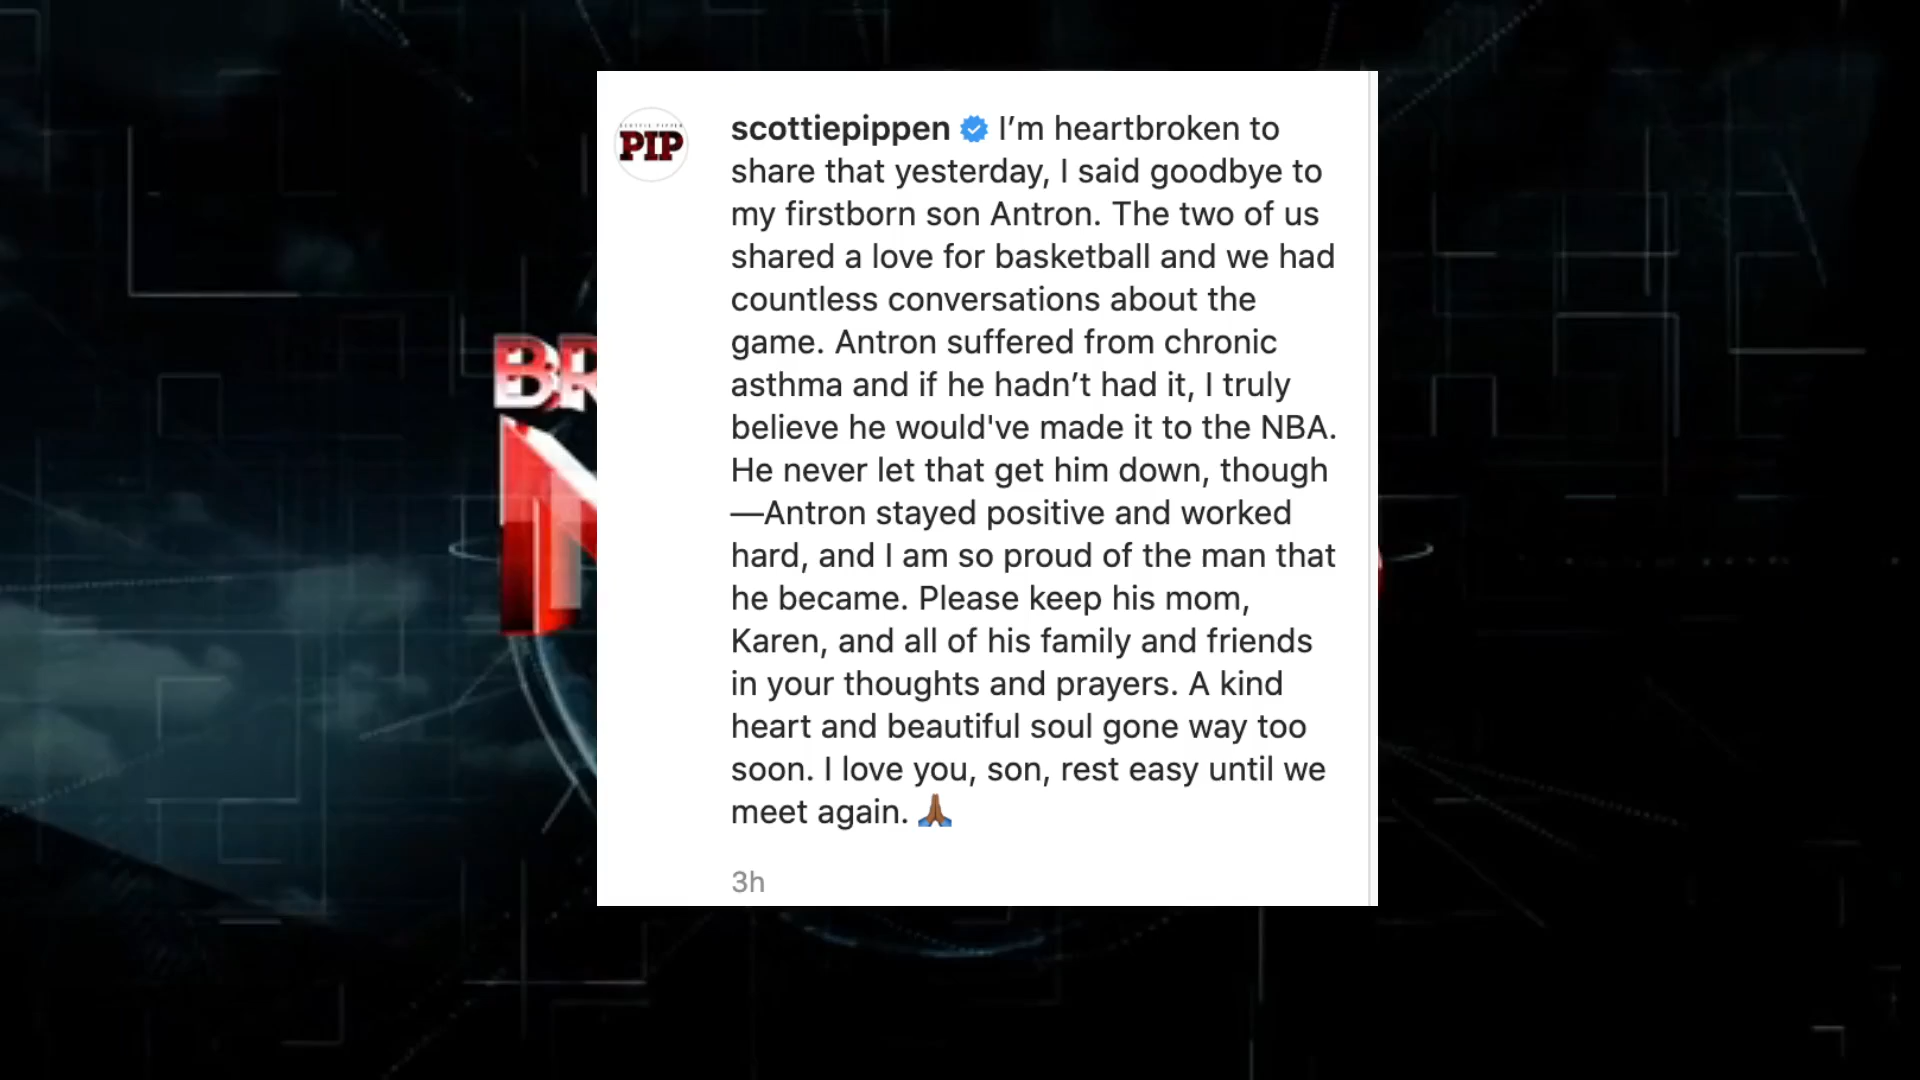 scottiepippen I’m heartbroken to
share that yesterday, I said goodbye to
my firstborn son Antron. The two of us
shared a love for basketball and we had
countless conversations about the
game. Antron suffered from chronic
asthma and if he hadn’t had it, I truly
believe he would've made it to the NBA.
He never let that get him down, though
—Antron stayed positive and worked
hard, and I am so proud of the man that
he became. Please keep his mom,
Karen, and all of his family and friends
in your thoughts and prayers. A kind
heart and beautiful soul gone way too
soon. I love you, son, rest easy until we
meet again. 🙏🏾
3h
SCOTTIE PIPPEN
PIP
BR
N